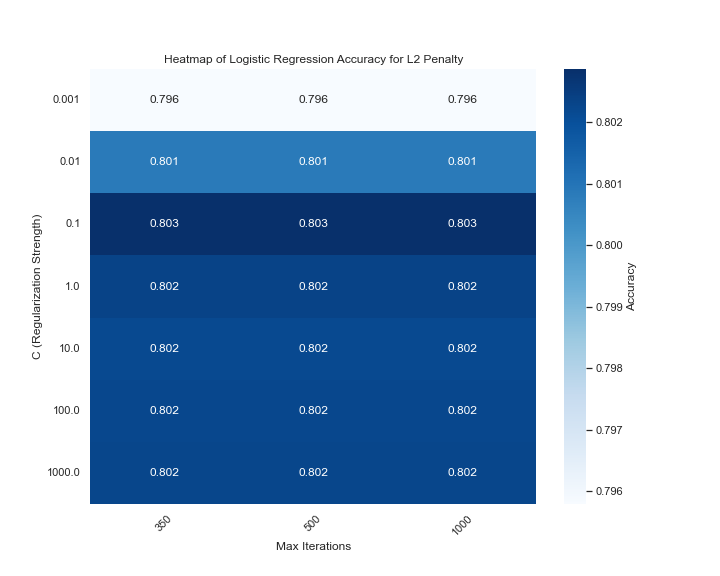 Heatmap of Logistic Regression Accuracy for L2 Penalty
C (Regularization Strength)
0.001 0.796 0.796 0.796
0.01 0.801 0.801 0.801
0.1 0.803 0.803 0.803
1.0 0.802 0.802 0.802
10.0 0.802 0.802 0.802
100.0 0.802 0.802 0.802
1000.0 0.802 0.802 0.802
350 500 1000
Max Iterations
0.802
0.801
0.800
0.799
0.798
0.797
0.796
Accuracy